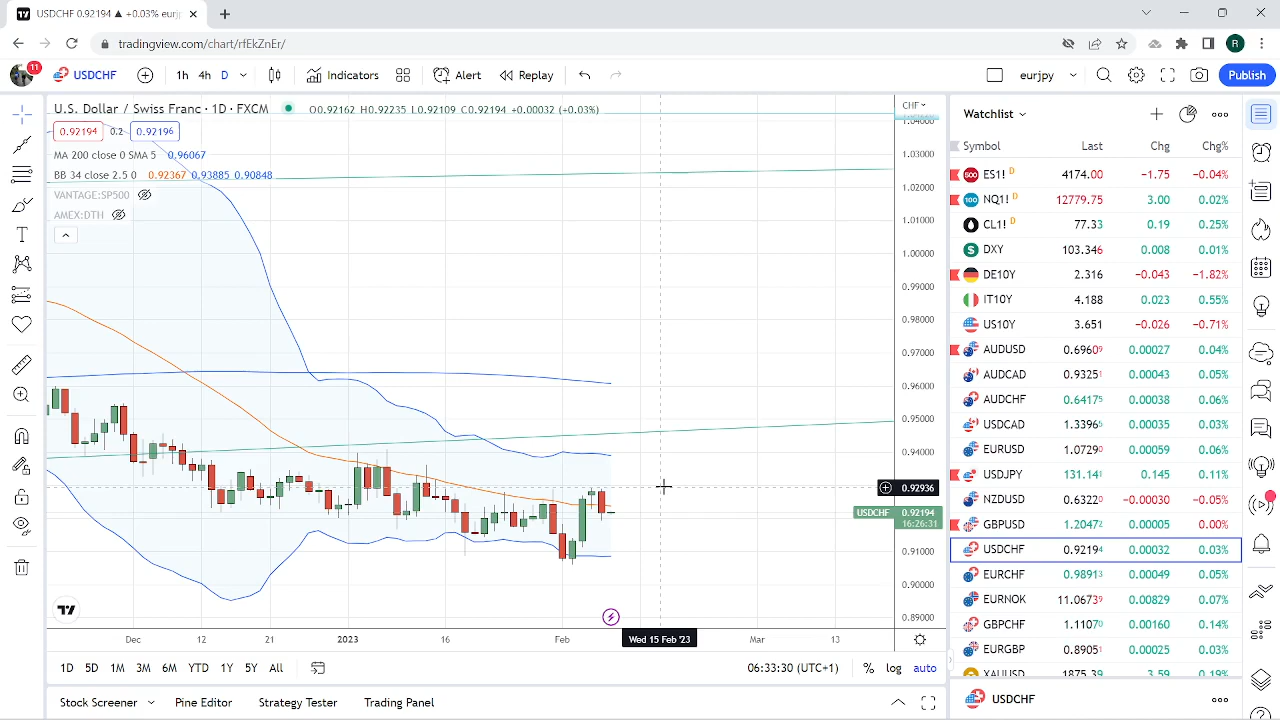 USDCHF 0.92194 ▲ +0.03% eurj
tradingview.com/chart/rfEkZnEr/
R
11
USDCHF 1h 4h D Indicators Alert Replay eurjpy Publish
U.S. Dollar / Swiss Franc · 1D · FXCM O0.92162 H0.92235 L0.92109 C0.92194 +0.00032 (+0.03%)
0.92194 0.2 0.92196
MA 200 close 0 SMA 5 0.96067
BB 34 close 2.5 0 0.92367 0.93885 0.90848
VANTAGE:SP500
AMEX:DTH
CHF
1.04000
1.03000
1.02000
1.01000
1.00000
0.99000
0.98000
0.97000
0.96000
0.95000
0.94000
0.92936
USDCHF 0.92194
16:26:31
0.91000
0.90000
0.89000
Dec 12 21 2023 16 Feb Wed 15 Feb '23 Mar 13
1D 5D 1M 3M 6M YTD 1Y 5Y All 06:33:30 (UTC+1) % log auto
Stock Screener Pine Editor Strategy Tester Trading Panel
Watchlist
Symbol Last Chg Chg%
ES1! D 4174.00 −1.75 −0.04%
NQ1! D 12779.75 3.00 0.02%
CL1! D 77.33 0.19 0.25%
DXY 103.346 0.008 0.01%
DE10Y 2.316 −0.043 −1.82%
IT10Y 4.188 0.023 0.55%
US10Y 3.651 −0.026 −0.71%
AUDUSD 0.69609 0.00027 0.04%
AUDCAD 0.93251 0.00043 0.05%
AUDCHF 0.64175 0.00038 0.06%
USDCAD 1.33965 0.00035 0.03%
EURUSD 1.07290 0.00059 0.06%
USDJPY 131.141 0.145 0.11%
NZDUSD 0.63220 −0.00030 −0.05%
GBPUSD 1.20472 0.00005 0.00%
USDCHF 0.92194 0.00032 0.03%
EURCHF 0.98913 0.00049 0.05%
EURNOK 11.06739 0.00829 0.07%
GBPCHF 1.11070 0.00160 0.14%
EURGBP 0.89051 0.00025 0.03%
XAUUSD 1875.39 3.59 0.19%
USDCHF